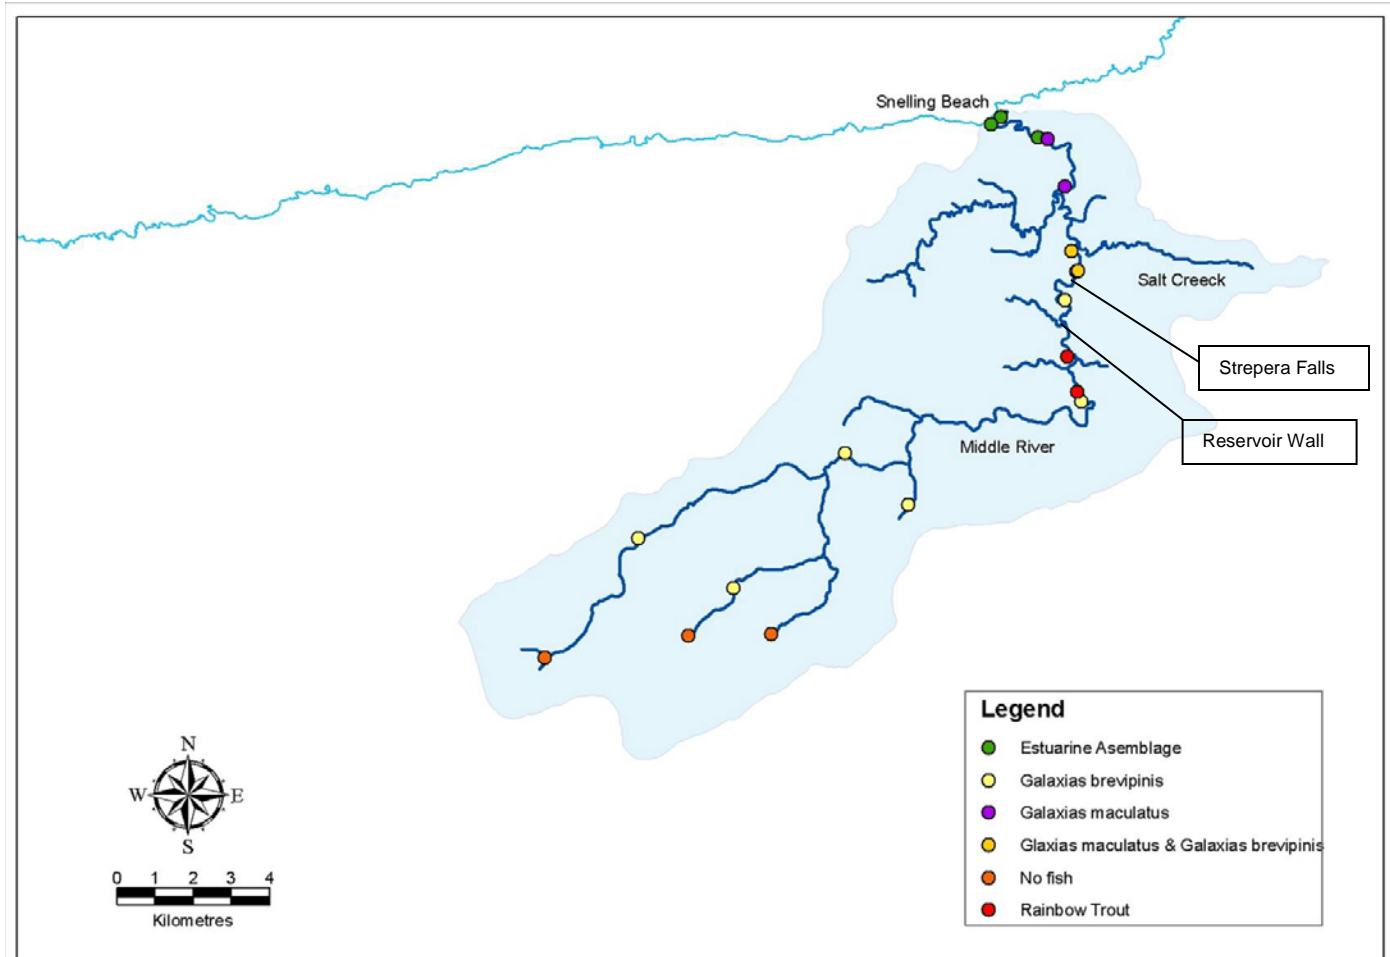 Snelling Beach
Salt Creeck
Strepera Falls
Reservoir Wall
Middle River
Legend
Estuarine Asemblage
Galaxias brevipinis
Galaxias maculatus
Glaxias maculatus & Galaxias brevipinis
No fish
Rainbow Trout
N
W E
S
0 1 2 3 4
Kilometres